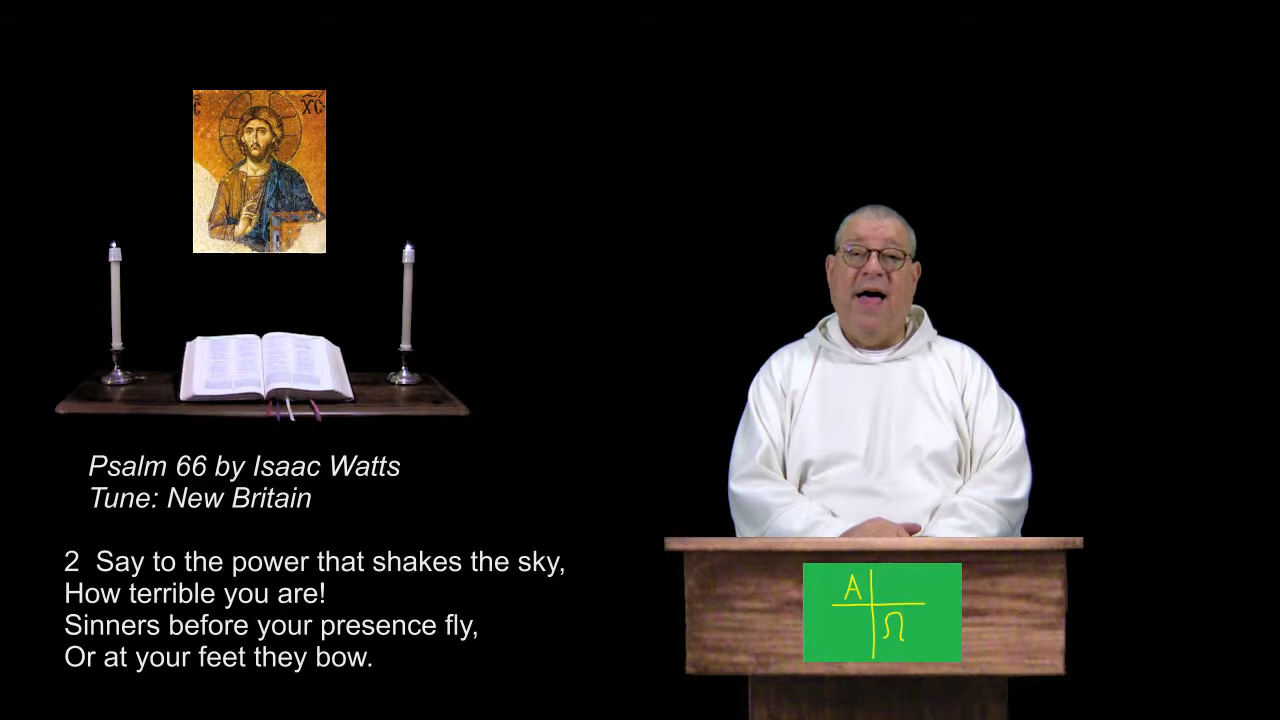 ΧC
Psalm 66 by Isaac Watts
Tune: New Britain
2 Say to the power that shakes the sky,
How terrible you are!
Sinners before your presence fly,
Or at your feet they bow.
A
Ω